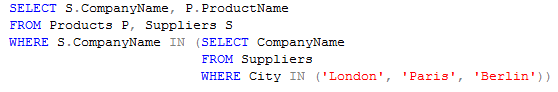 SELECT S.CompanyName, P.ProductName
FROM Products P, Suppliers S
WHERE S.CompanyName IN (SELECT CompanyName
FROM Suppliers
WHERE City IN ('London', 'Paris', 'Berlin'))